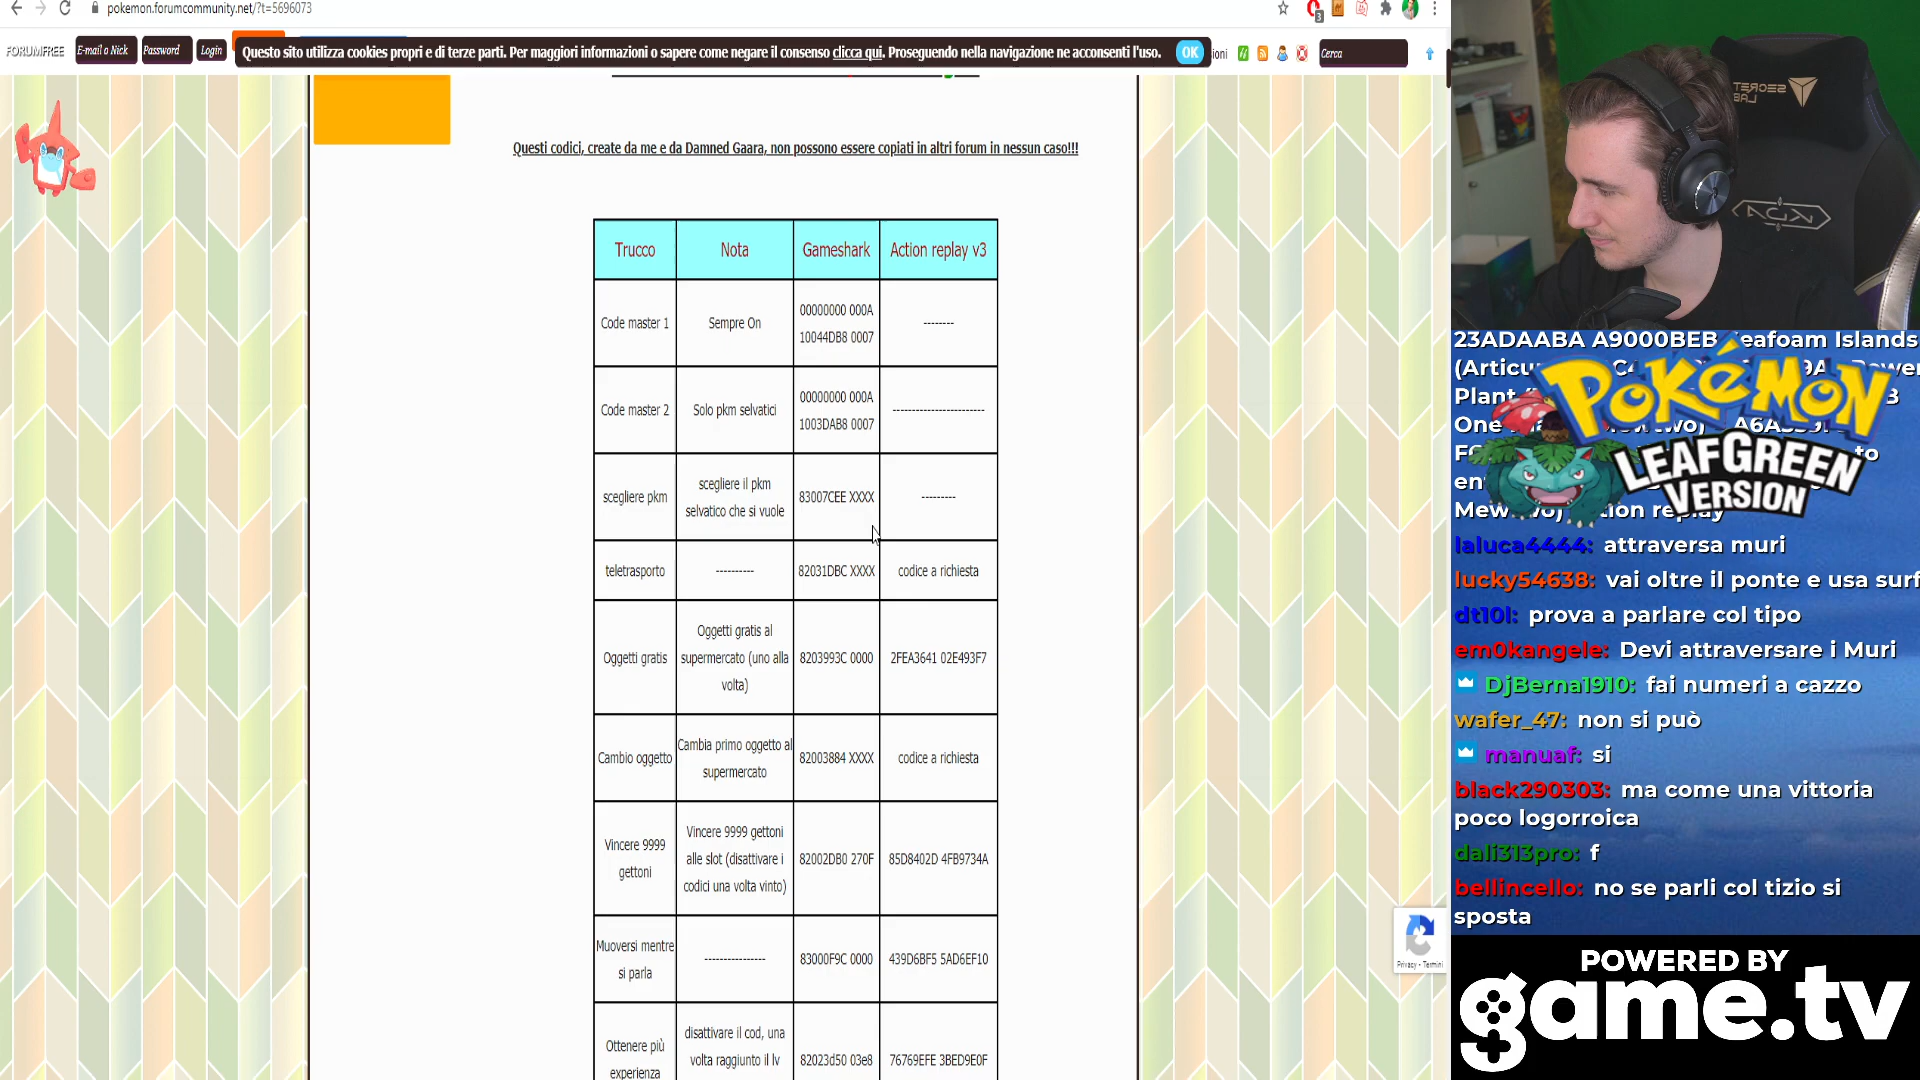 pokemon.forumcommunity.net/?t=5696073
FORUMFREE
E-mail o Nick
Password
Login
Questo sito utilizza cookies propri e di terze parti. Per maggiori informazioni o sapere come negare il consenso clicca qui. Proseguendo nella navigazione ne acconsenti l'uso.
OK
ioni
Cerca
Questi codici, create da me e da Damned Gaara, non possono essere copiati in altri forum in nessun caso!!!
Trucco Nota Gameshark Action replay v3
Code master 1 Sempre On 00000000 000A 10044DB8 0007 --------
Code master 2 Solo pkm selvatici 00000000 000A 1003DAB8 0007 ------------------------
scegliere pkm scegliere il pkm selvatico che si vuole 83007CEE XXXX ---------
teletrasporto ---------- 82031DBC XXXX codice a richiesta
Oggetti gratis Oggetti gratis al supermercato (uno alla volta) 8203993C 0000 2FEA3641 02E493F7
Cambio oggetto Cambia primo oggetto al supermercato 82003884 XXXX codice a richiesta
Vincere 9999 gettoni Vincere 9999 gettoni alle slot (disattivare i codici una volta vinto) 82002DB0 270F 85D8402D 4FB9734A
Muoversi mentre si parla ---------------- 83000F9C 0000 439D6BF5 5AD6EF10
Ottenere più esperienza disattivare il cod, una volta raggiunto il lv 82023d50 03e8 76769EFE 3BED9E0F
Privacy - Termini
SECRET LAB
23ADAABA A9000BEB eafoam Islands
Plant
One
POKÉMON
LEAFGREEN
VERSION
laluca4444: attraversa muri
lucky54638: vai oltre il ponte e usa surf
dt10l: prova a parlare col tipo
em0kangele: Devi attraversare i Muri
DjBerna1910: fai numeri a cazzo
wafer_47: non si può
manuaf: si
black290303: ma come una vittoria
poco logorroica
dali313pro: f
bellincello: no se parli col tizio si
sposta
POWERED BY
game.tv